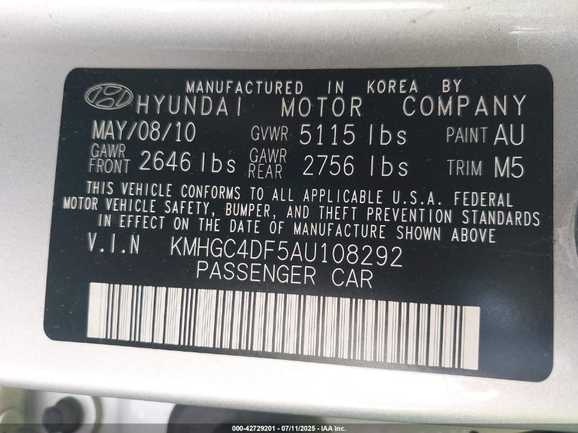 MANUFACTURED IN KOREA BY
HYUNDAI MOTOR COMPANY
MAY/08/10 GVWR 5115 lbs PAINT AU
GAWR FRONT 2646 lbs GAWR REAR 2756 lbs TRIM M5
THIS VEHICLE CONFORMS TO ALL APPLICABLE U.S.A. FEDERAL
MOTOR VEHICLE SAFETY, BUMPER, AND THEFT PREVENTION STANDARDS
IN EFFECT ON THE DATE OF MANUFACTURE SHOWN ABOVE
V.I.N KMHGC4DF5AU108292
PASSENGER CAR
000-42729201 - 07/11/2025 - IAA Inc.